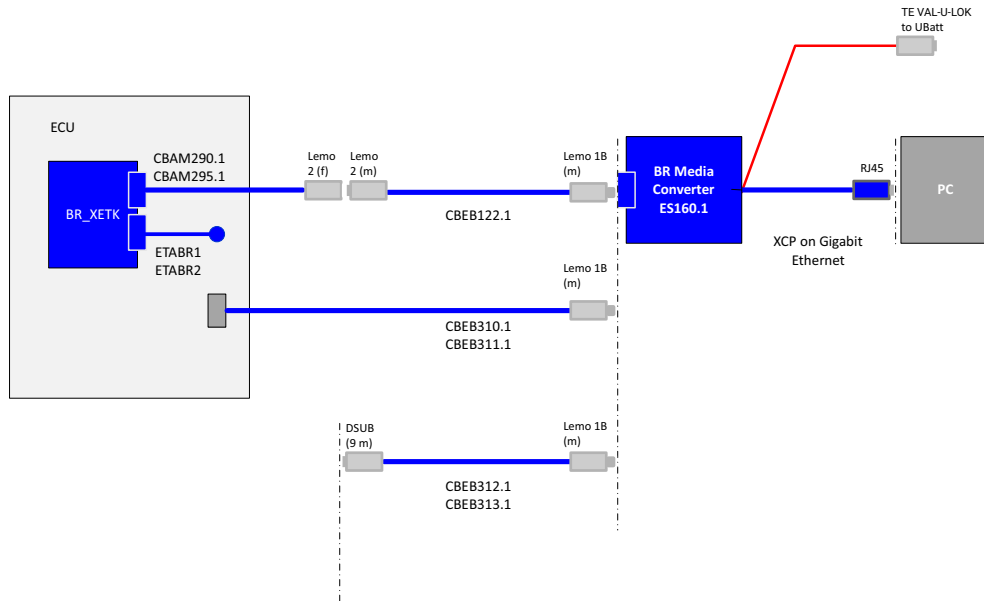 TE VAL-U-LOK
to UBatt
ECU
CBAM290.1
CBAM295.1
Lemo
2 (f)
Lemo
2 (m)
Lemo 1B
(m)
BR Media
Converter
ES160.1
RJ45
PC
BR_XETK
CBEB122.1
ETABR1
ETABR2
XCP on Gigabit
Ethernet
Lemo 1B
(m)
CBEB310.1
CBEB311.1
DSUB
(9 m)
Lemo 1B
(m)
CBEB312.1
CBEB313.1